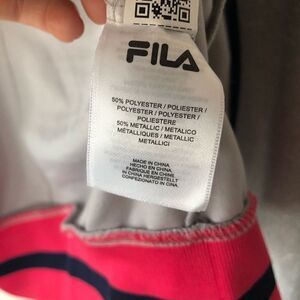 FILA
50% POLYESTER / POLIESTER /
POLYESTER / POLYESTER /
POLIESTERE
50% METALLIC / METALICO
MÉTALLIQUES / METALLIC
METALLICI
MADE IN CHINA
HECHO EN CHINA
FABRIQUE EN CHINE
IN CHINA HERGESTELLT
CONFEZIONATO IN CINA